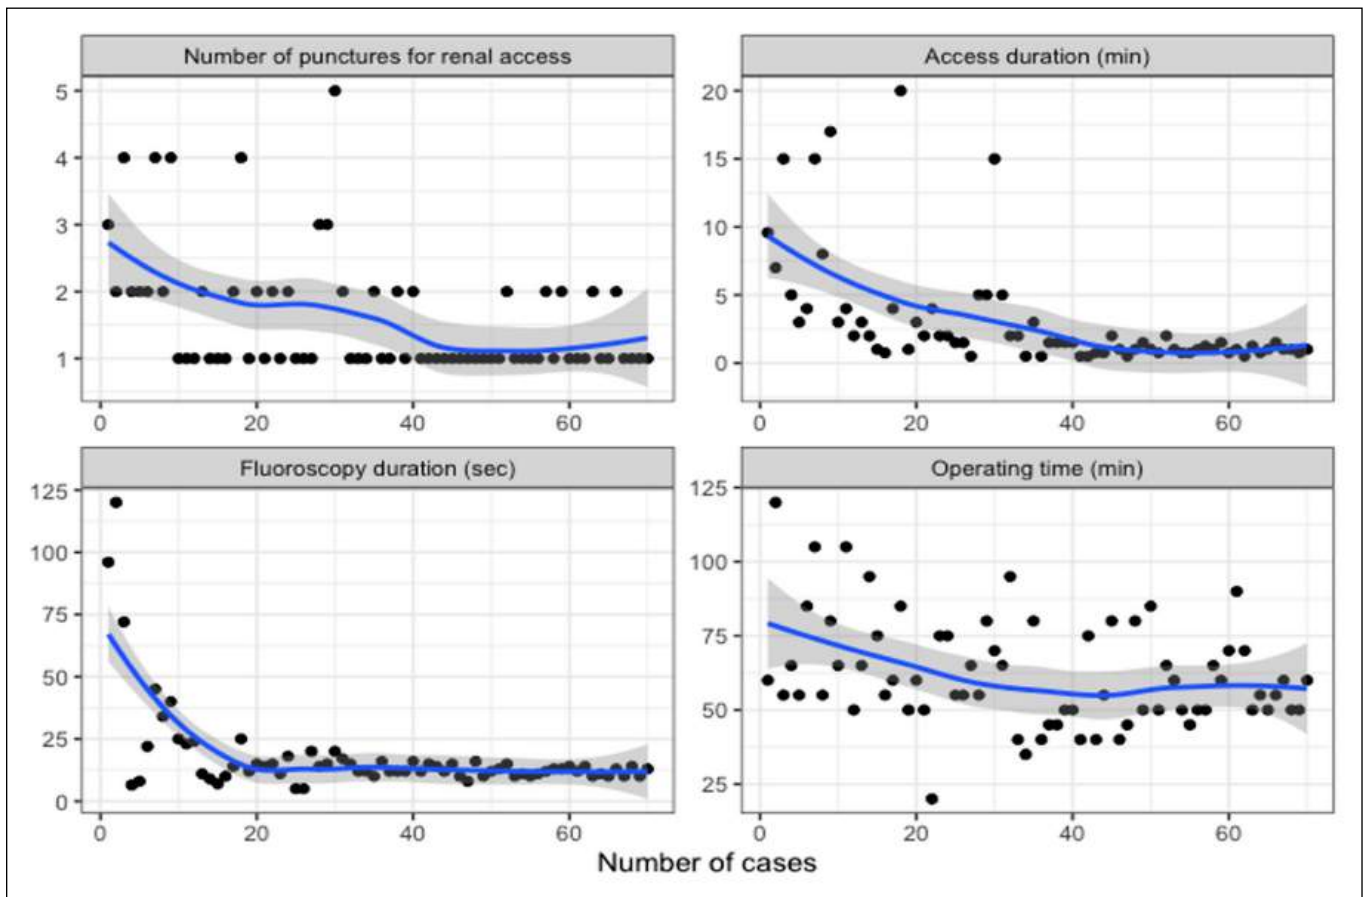 Number of punctures for renal access
5
4
3
2
1
0 20 40 60
Access duration (min)
20
15
10
5
0
0 20 40 60
Fluoroscopy duration (sec)
125
100
75
50
25
0
0 20 40 60
Operating time (min)
125
100
75
50
25
0 20 40 60
Number of cases